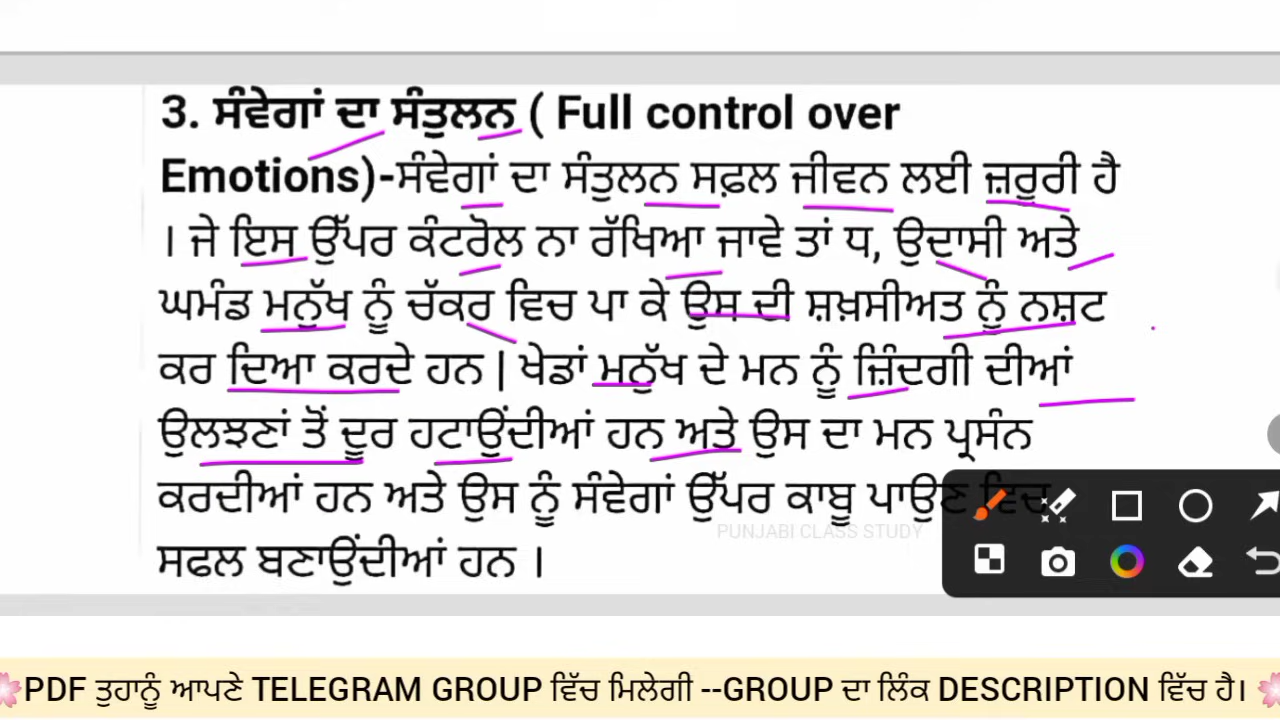 3. ਸੰਵੇਗਾਂ ਦਾ ਸੰਤੁਲਨ ( Full control over
Emotions)-ਸੰਵੇਗਾਂ ਦਾ ਸੰਤੁਲਨ ਸਫ਼ਲ ਜੀਵਨ ਲਈ ਜ਼ਰੂਰੀ ਹੈ
। ਜੇ ਇਸ ਉੱਪਰ ਕੰਟਰੋਲ ਨਾ ਰੱਖਿਆ ਜਾਵੇ ਤਾਂ ਧ, ਉਦਾਸੀ ਅਤੇ
ਘਮੰਡ ਮਨੁੱਖ ਨੂੰ ਚੱਕਰ ਵਿਚ ਪਾ ਕੇ ਉਸ ਦੀ ਸ਼ਖ਼ਸੀਅਤ ਨੂੰ ਨਸ਼ਟ
ਕਰ ਦਿਆ ਕਰਦੇ ਹਨ | ਖੇਡਾਂ ਮਨੁੱਖ ਦੇ ਮਨ ਨੂੰ ਜ਼ਿੰਦਗੀ ਦੀਆਂ
ਉਲਝਣਾਂ ਤੋਂ ਦੂਰ ਹਟਾਉਂਦੀਆਂ ਹਨ ਅਤੇ ਉਸ ਦਾ ਮਨ ਪ੍ਰਸੰਨ
ਕਰਦੀਆਂ ਹਨ ਅਤੇ ਉਸ ਨੂੰ ਸੰਵੇਗਾਂ ਉੱਪਰ ਕਾਬੂ ਪਾਉਣ ਵਿਚ
PUNJABI CLASS STUDY
ਸਫਲ ਬਣਾਉਂਦੀਆਂ ਹਨ ।
PDF ਤੁਹਾਨੂੰ ਆਪਣੇ TELEGRAM GROUP ਵਿੱਚ ਮਿਲੇਗੀ --GROUP ਦਾ ਲਿੰਕ DESCRIPTION ਵਿੱਚ ਹੈ।